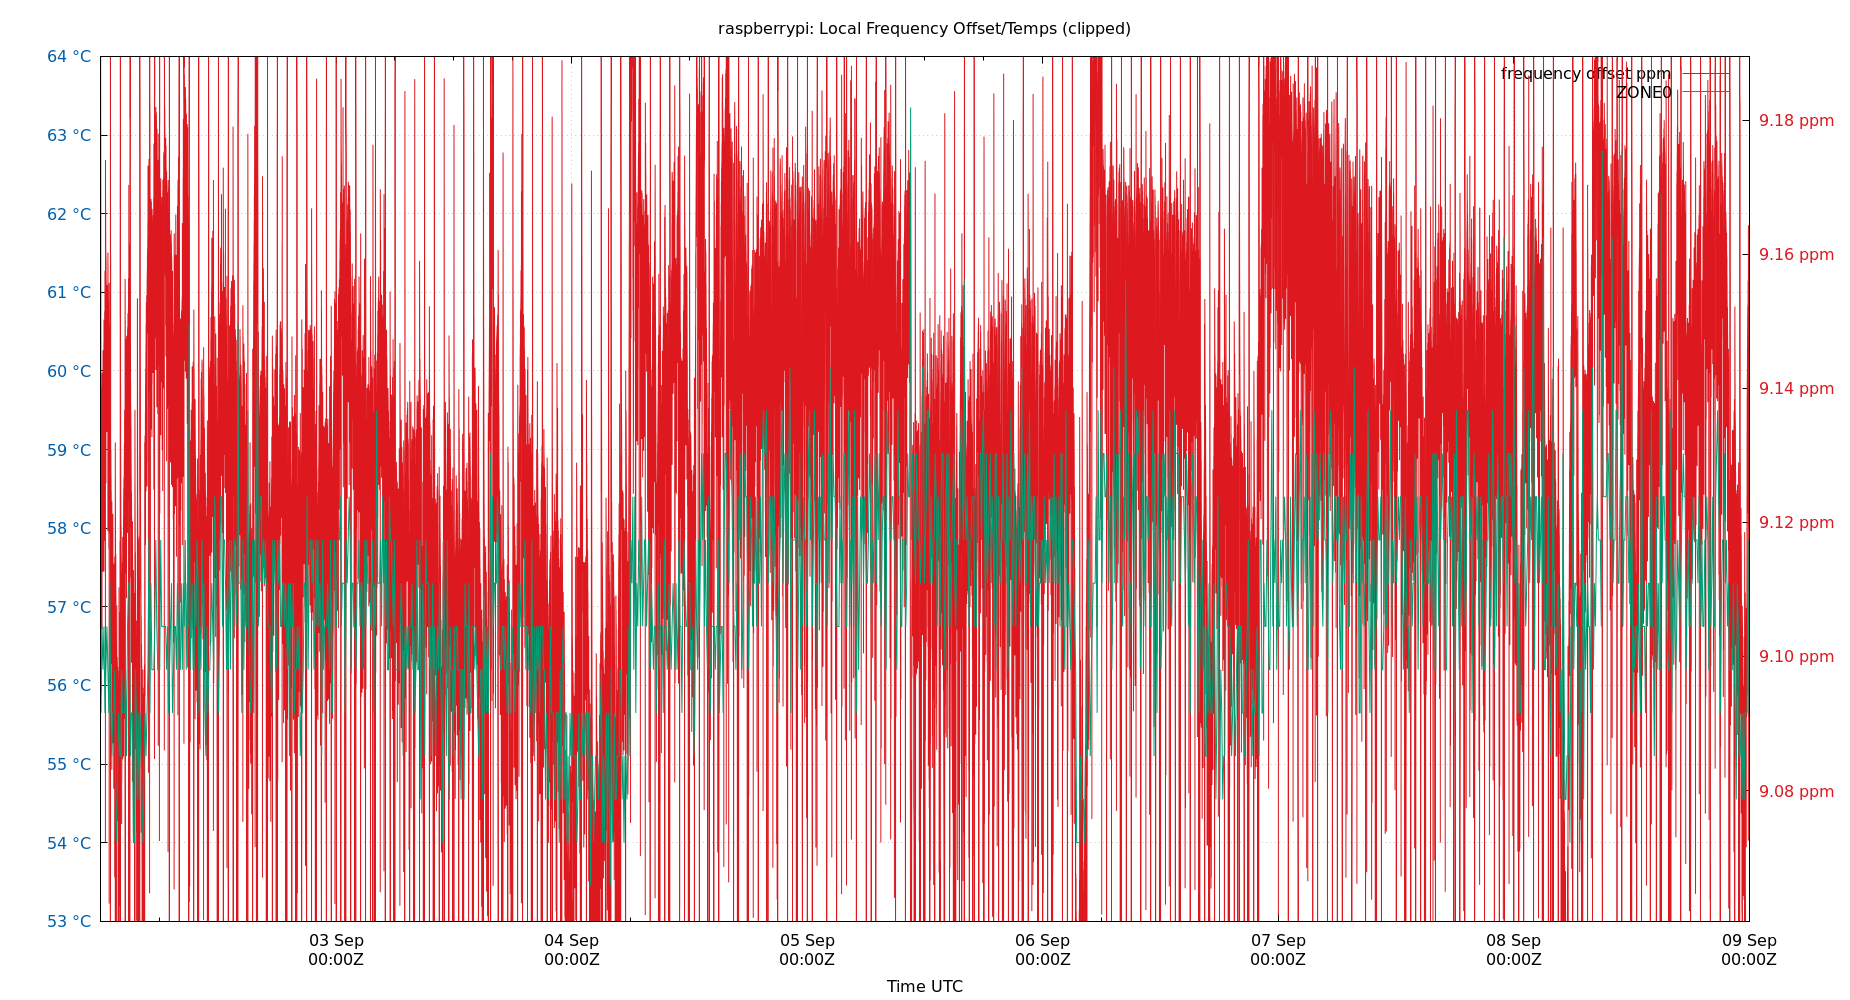 raspberrypi: Local Frequency Offset/Temps (clipped)
64 °C
63 °C
62 °C
61 °C
60 °C
59 °C
58 °C
57 °C
56 °C
55 °C
54 °C
53 °C
frequency offset ppm
ZONE0
9.18 ppm
9.16 ppm
9.14 ppm
9.12 ppm
9.10 ppm
9.08 ppm
03 Sep
00:00Z
04 Sep
00:00Z
05 Sep
00:00Z
06 Sep
00:00Z
07 Sep
00:00Z
08 Sep
00:00Z
09 Sep
00:00Z
Time UTC